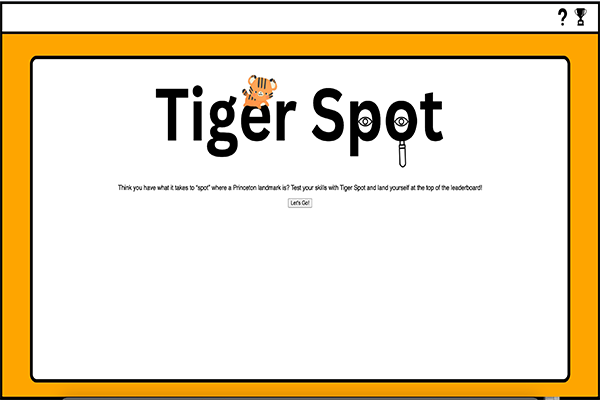 ?
Tiger Spot
Think you have what it takes to "spot" where a Princeton landmark is? Test your skills with Tiger Spot and land yourself at the top of the leaderboard!
Let's Go!